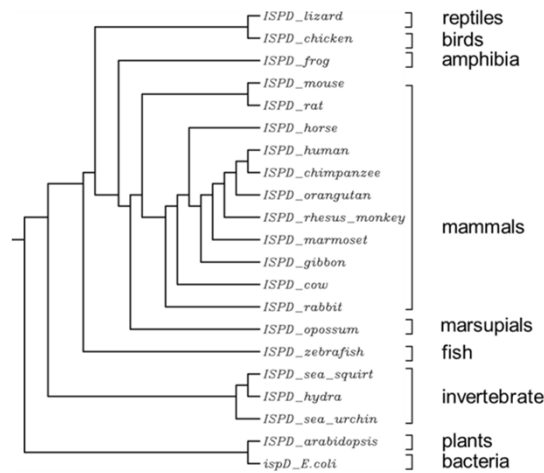 ISPD_lizard
reptiles
ISPD_chicken
birds
ISPD_frog
amphibia
ISPD_mouse
ISPD_rat
ISPD_horse
ISPD_human
ISPD_chimpanzee
ISPD_orangutan
ISPD_rhesus_monkey
mammals
ISPD_marmoset
ISPD_gibbon
ISPD_cow
ISPD_rabbit
ISPD_opossum
marsupials
ISPD_zebrafish
fish
ISPD_sea_squirt
ISPD_hydra
invertebrate
ISPD_sea_urchin
ISPD_arabidopsis
plants
ispD_E.coli
bacteria